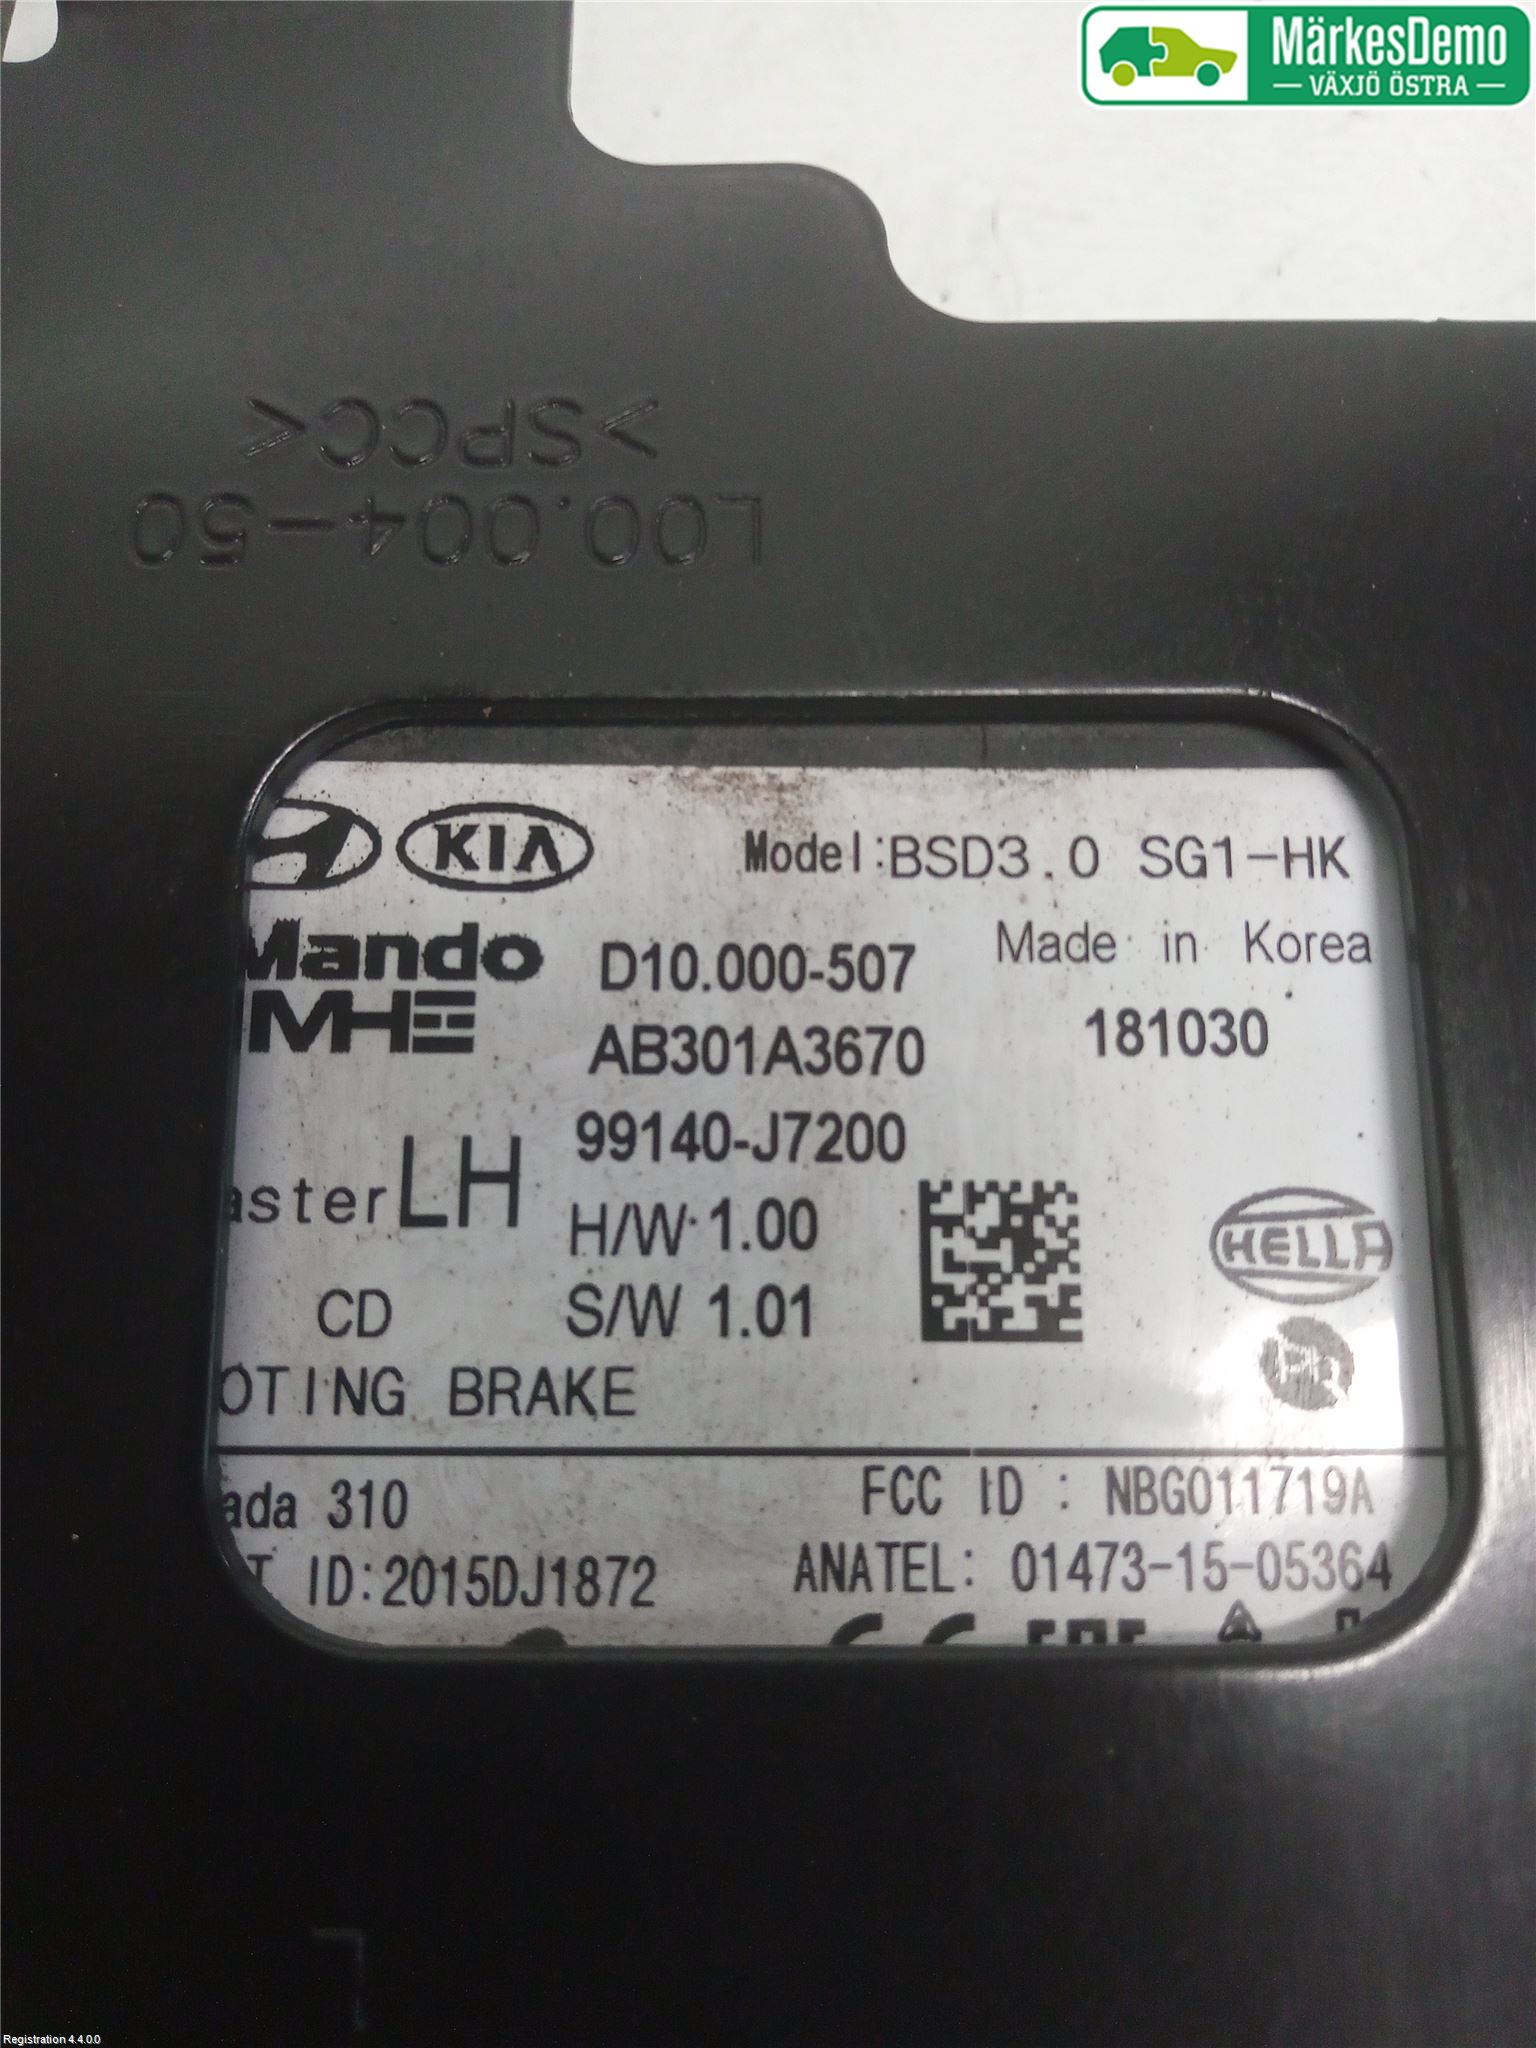 MärkesDemo
VÄXJÖ ÖSTRA
>SPCC<
L00.004-50
KIA
Model:BSD3.0 SG1-HK
Mando
MHE
D10.000-507
Made in Korea
AB301A3670
181030
99140-J7200
aster LH
H/W 1.00
HELLA
CD
S/W 1.01
OTING BRAKE
ada 310
FCC ID : NBG011719A
T ID:2015DJ1872
ANATEL: 01473-15-05364
L
Registration 4.4.0.0